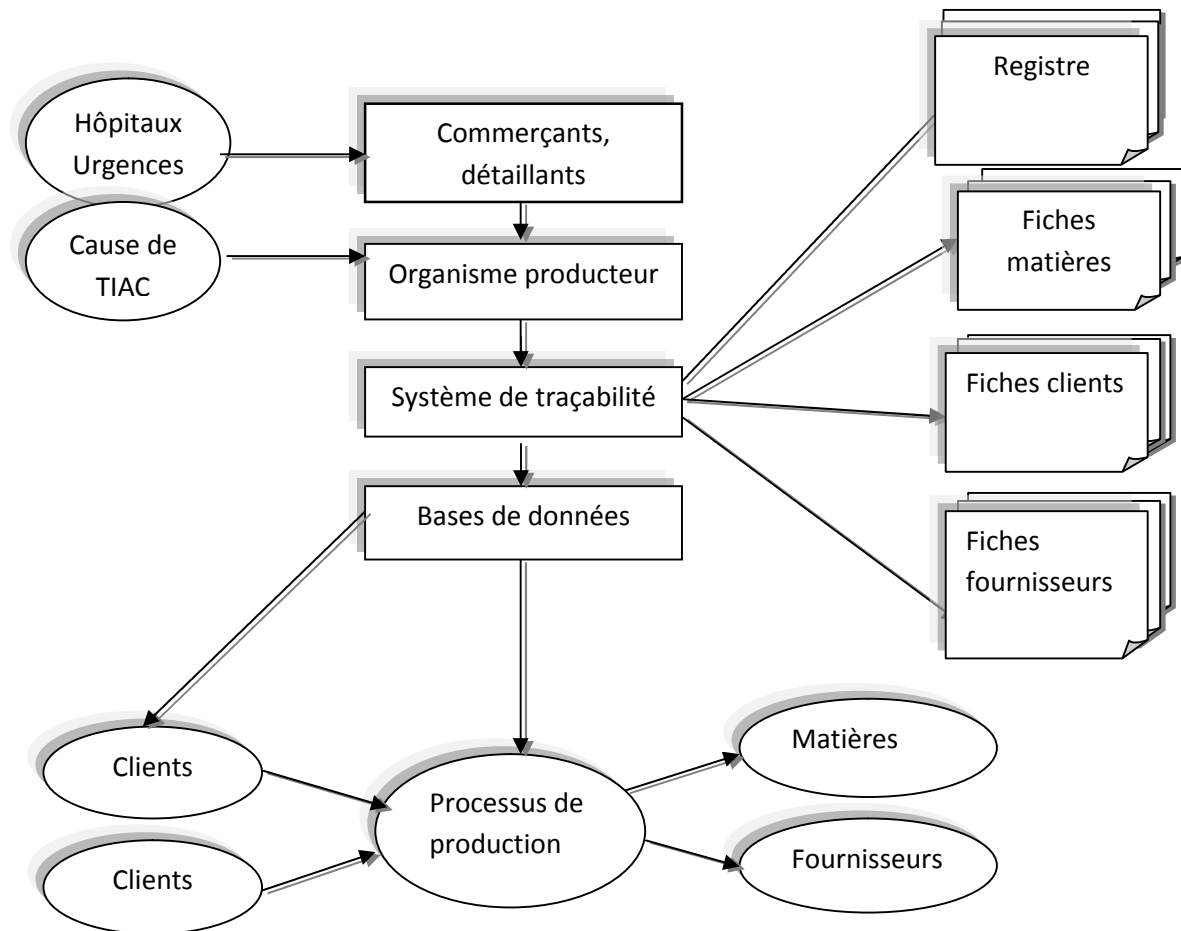 Registre
Hôpitaux
Urgences
Commerçants,
détaillants
Fiches
matières
Cause de
TIAC
Organisme producteur
Système de traçabilité
Fiches clients
Bases de données
Fiches
fournisseurs
Clients
Matières
Processus de
production
Clients
Fournisseurs